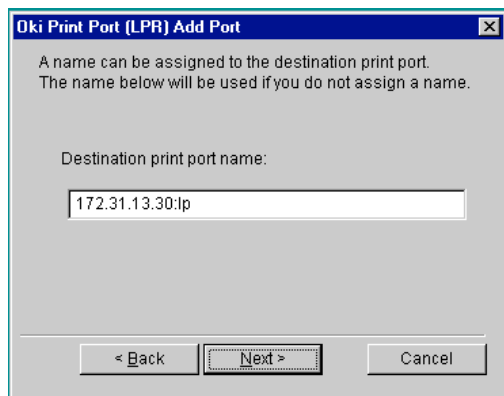 Oki Print Port (LPR) Add Port
A name can be assigned to the destination print port.
The name below will be used if you do not assign a name.
Destination print port name:
172.31.13.30:lp
< Back
Next >
Cancel